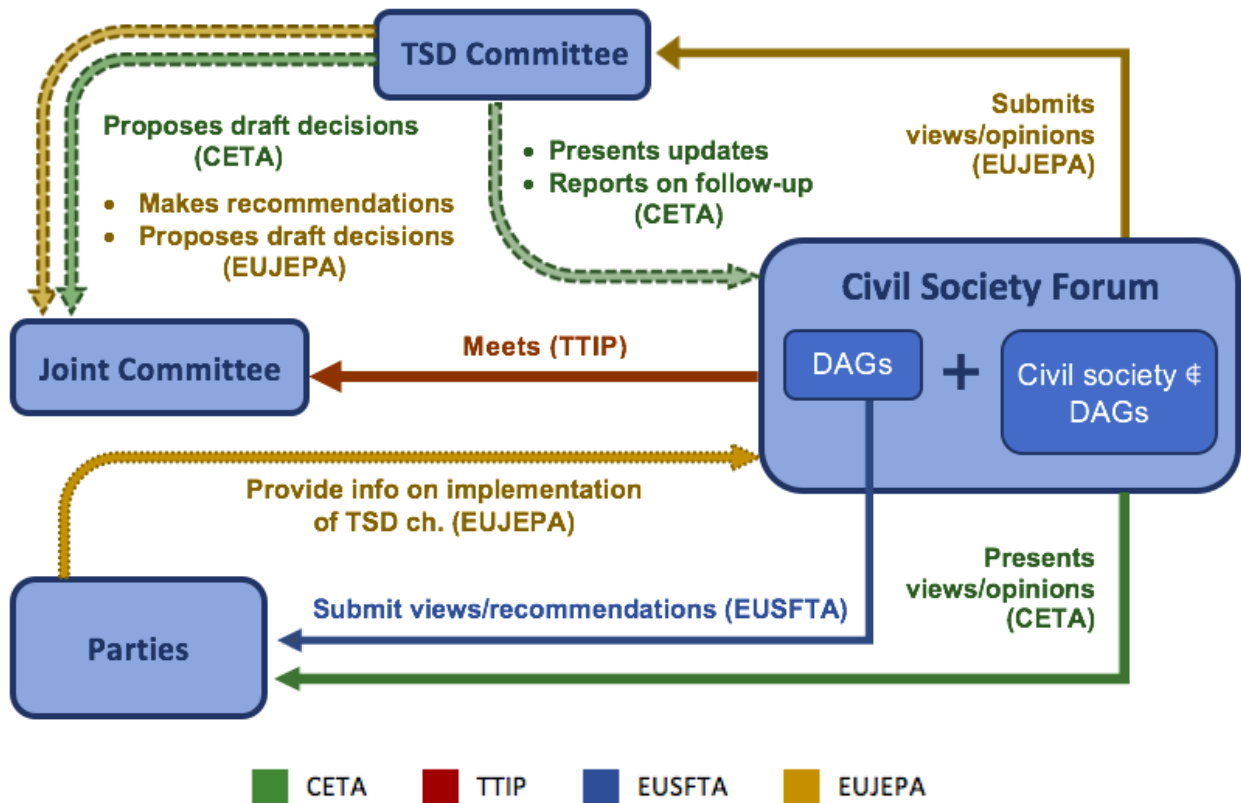 TSD Committee
Submits
views/opinions
(EUJEPA)
Proposes draft decisions
(CETA)
• Makes recommendations
• Proposes draft decisions
(EUJEPA)
• Presents updates
• Reports on follow-up
(CETA)
Civil Society Forum
DAGs
+
Civil society ⋵
DAGs
Joint Committee
Meets (TTIP)
Provide info on implementation
of TSD ch. (EUJEPA)
Presents
views/opinions
(CETA)
Submit views/recommendations (EUSFTA)
Parties
CETA
TTIP
EUSFTA
EUJEPA